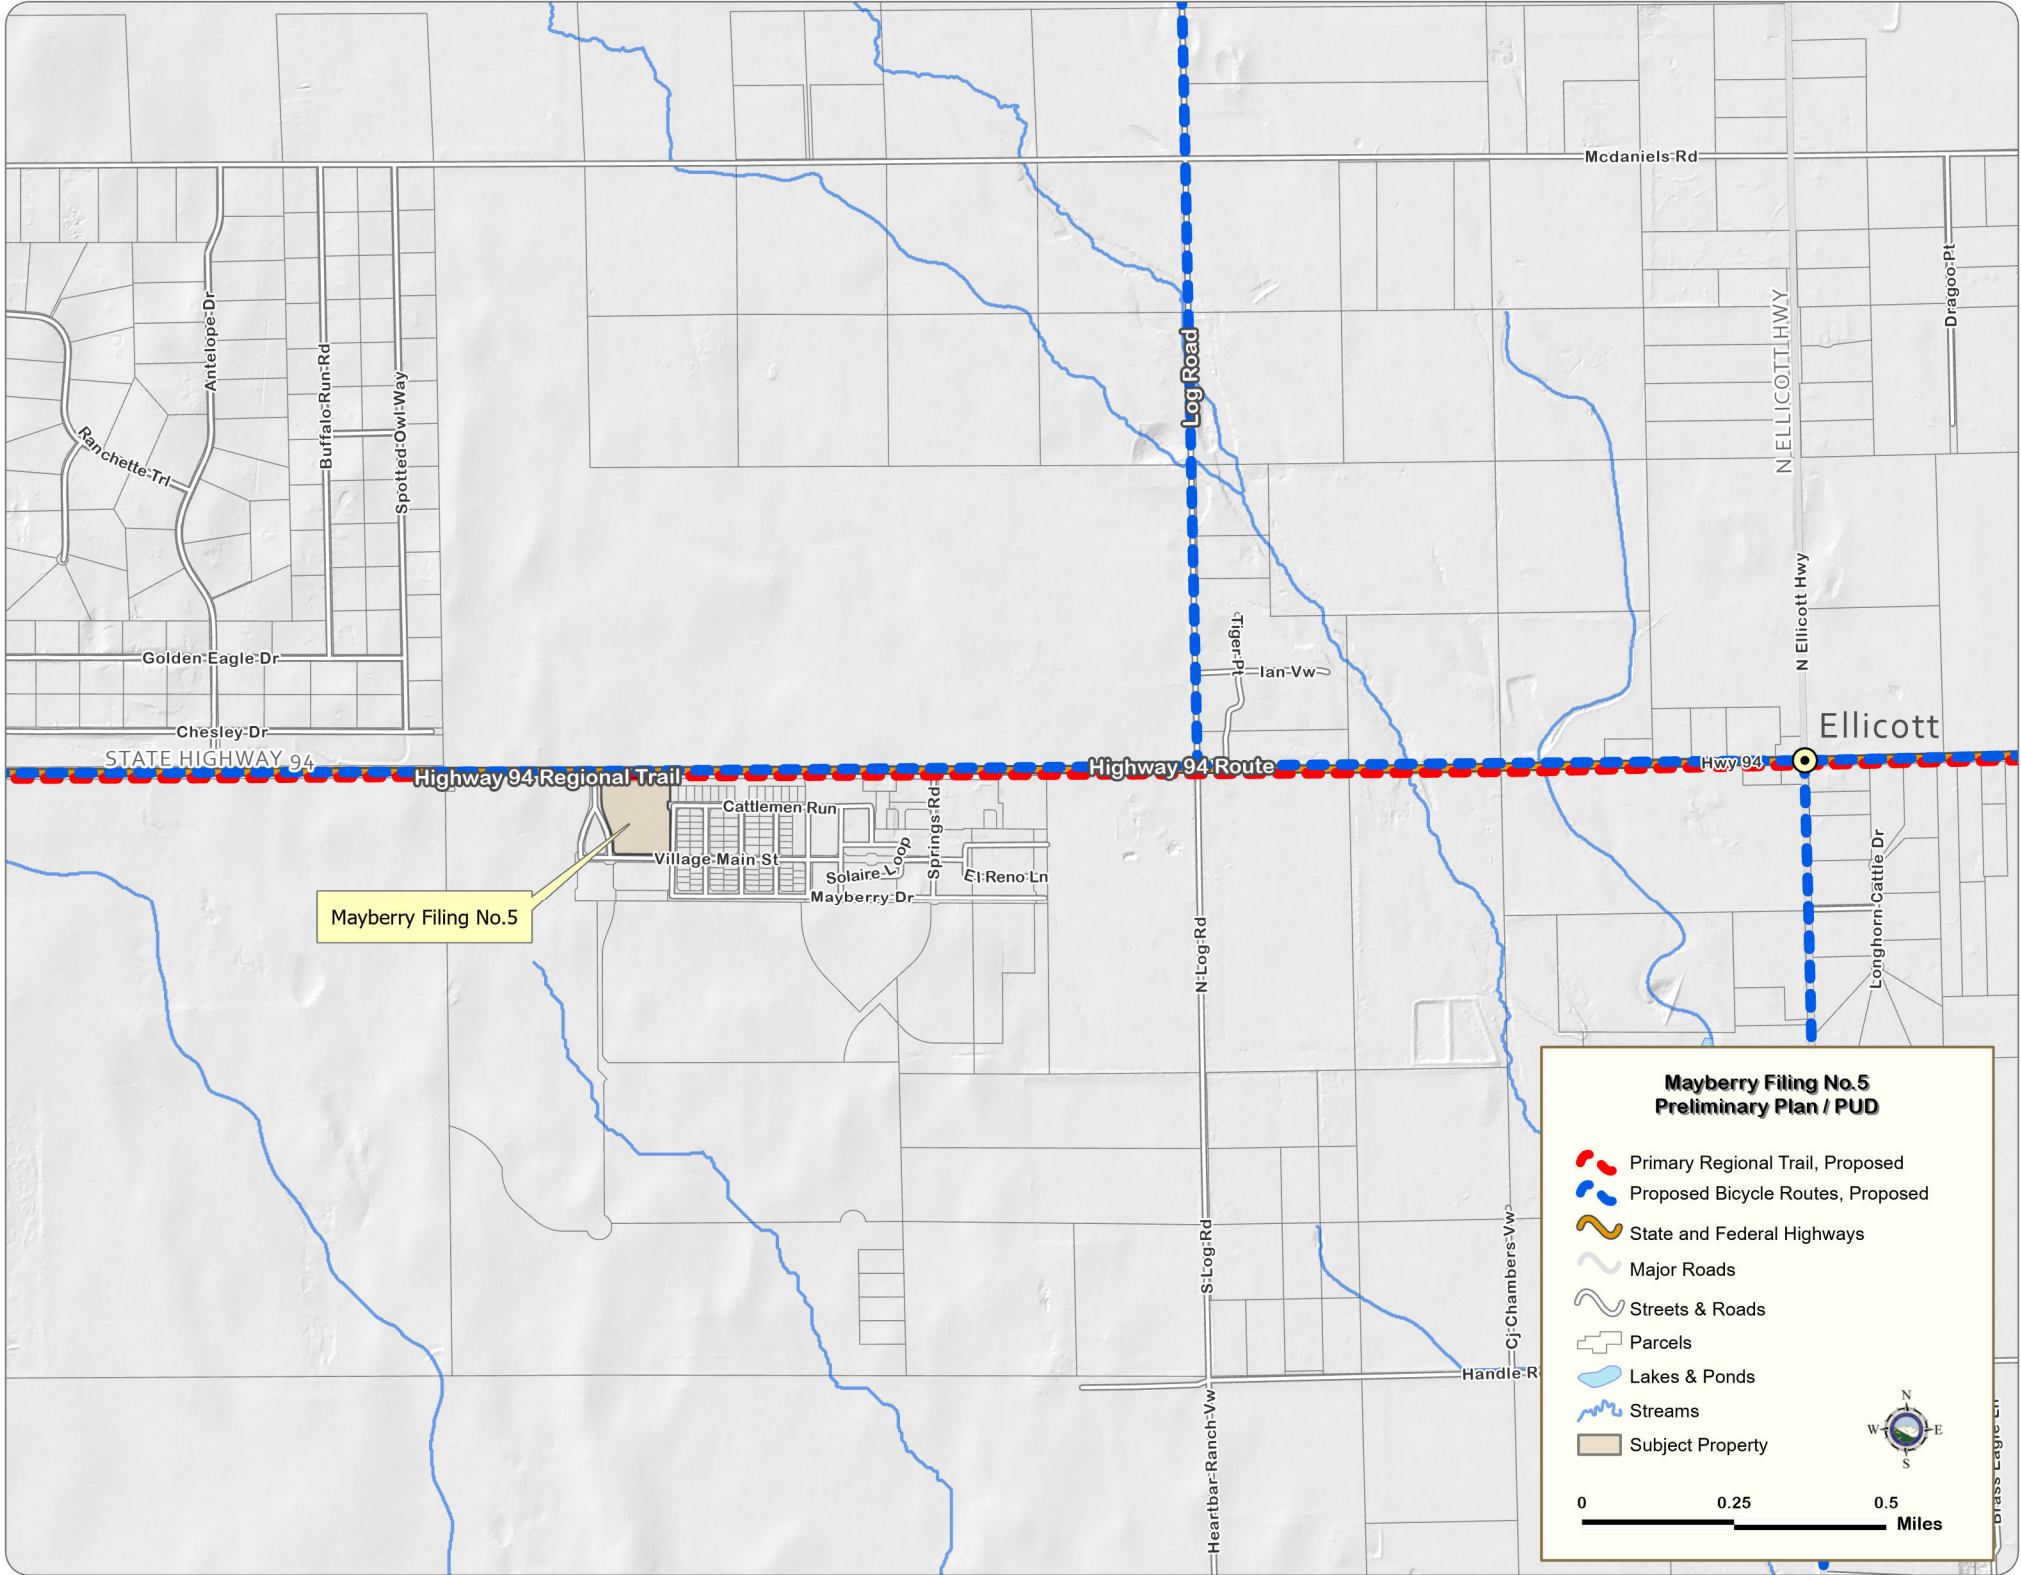 Mcdaniels Rd
Dragoo Pt
N ELLICOTT HWY
Antelope Dr
Buffalo Run Rd
Spotted Owl Way
Log Road
Ranchette Trl
N Ellicott Hwy
Tiger Pt
Ian Vw
Golden Eagle Dr
Chesley Dr
Ellicott
STATE HIGHWAY 94
Highway 94 Regional Trail
Highway 94 Route
Hwy 94
Cattlemen Run
Springs Rd
Village Main St
Solaire Loop
El Reno Ln
Mayberry Dr
Longhorn Cattle Dr
Mayberry Filing No.5
N Log Rd
S Log Rd
Cj Chambers Vw
Handle R
Heartbar Ranch Vw
Mayberry Filing No.5
Preliminary Plan / PUD
Primary Regional Trail, Proposed
Proposed Bicycle Routes, Proposed
State and Federal Highways
Major Roads
Streets & Roads
Parcels
Lakes & Ponds
Streams
Subject Property
N
W E
S
0 0.25 0.5
Miles